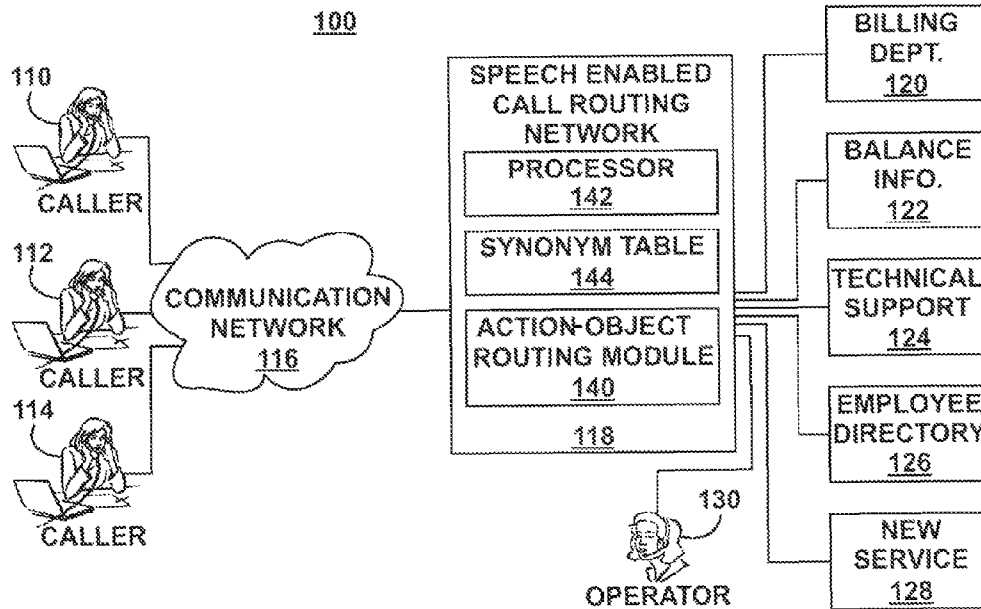 100
110
CALLER
112
CALLER
114
CALLER
COMMUNICATION
NETWORK
116
SPEECH ENABLED
CALL ROUTING
NETWORK
PROCESSOR
142
SYNONYM TABLE
144
ACTION-OBJECT
ROUTING MODULE
140
118
130
OPERATOR
BILLING
DEPT.
120
BALANCE
INFO.
122
TECHNICAL
SUPPORT
124
EMPLOYEE
DIRECTORY
126
NEW
SERVICE
128